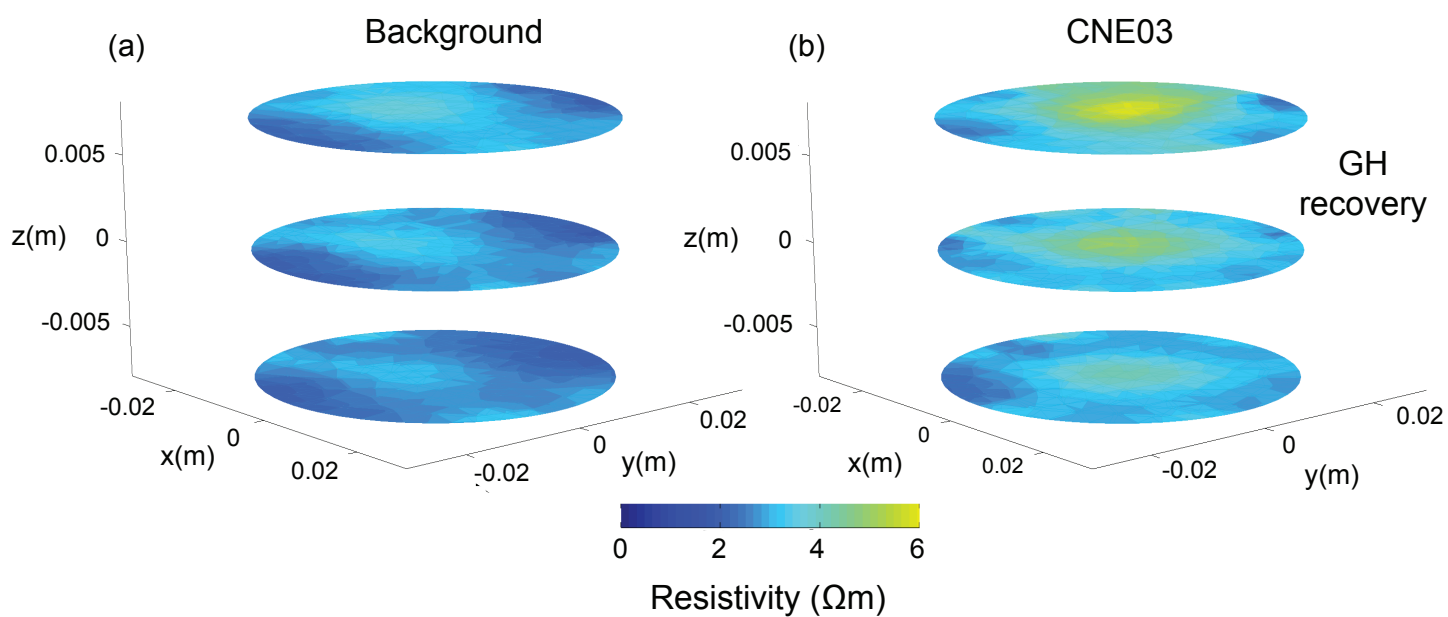 (a)
Background
0.005
z(m)
0
-0.005
-0.02
0
x(m)
0.02
-0.02
0
y(m)
0.02
(b)
CNE03
GH
recovery
0.005
z(m)
0
-0.005
-0.02
0
x(m)
0.02
-0.02
0
y(m)
0.02
0
2
4
6
Resistivity (Ωm)